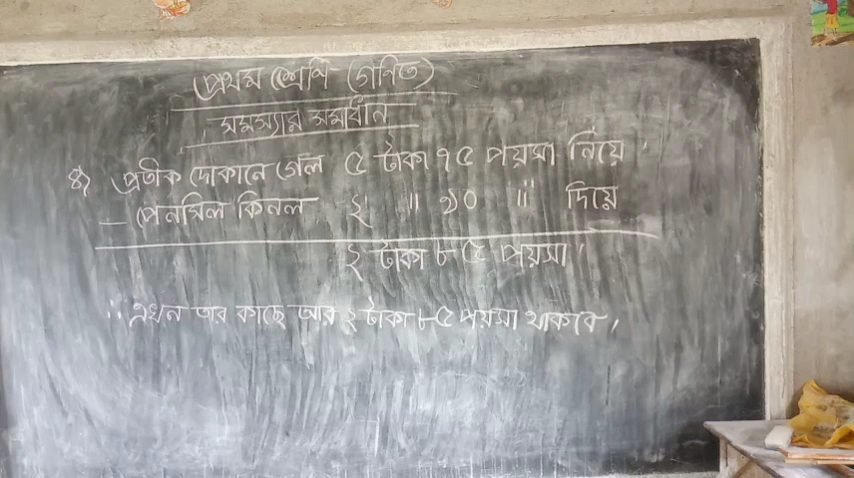 প্রথম শ্রেণি (গণিত)
সমস্যার সমাধান
৪) প্রতীক দোকানে গেল ৫ টাকা ৭৫ পয়সা নিয়ে।
– পেনসিল কিনল ২ " ৯০ " দিয়ে
২ টাকা ৮৫ পয়সা।
∴ এখন তার কাছে আর ২ টাকা ৮৫ পয়সা থাকবে।